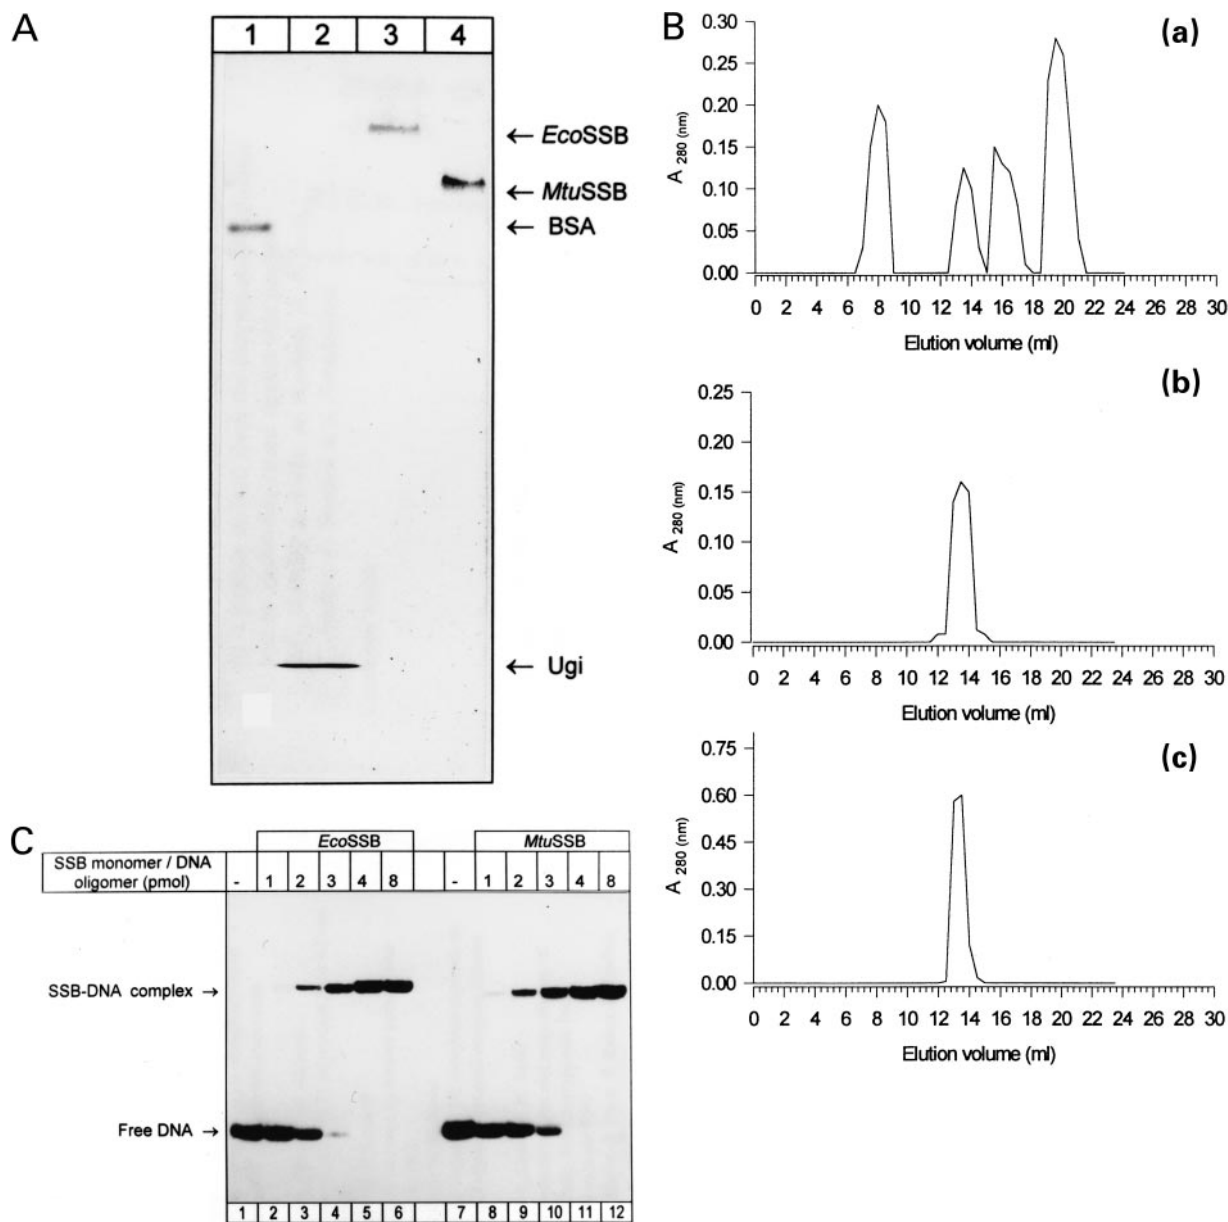 A
1 2 3 4
← EcoSSB
← MtuSSB
← BSA
← Ugi
B
(a)
0.30
0.25
0.20
0.15
0.10
0.05
0.00
A 280 (nm)
0 2 4 6 8 10 12 14 16 18 20 22 24 26 28 30
Elution volume (ml)
(b)
0.25
0.20
0.15
0.10
0.05
0.00
A 280 (nm)
0 2 4 6 8 10 12 14 16 18 20 22 24 26 28 30
Elution volume (ml)
(c)
0.75
0.60
0.45
0.30
0.15
0.00
A 280 (nm)
0 2 4 6 8 10 12 14 16 18 20 22 24 26 28 30
Elution volume (ml)
C
EcoSSB MtuSSB
SSB monomer / DNA
oligomer (pmol)
- 1 2 3 4 8 - 1 2 3 4 8
SSB-DNA complex →
Free DNA →
1 2 3 4 5 6 7 8 9 10 11 12